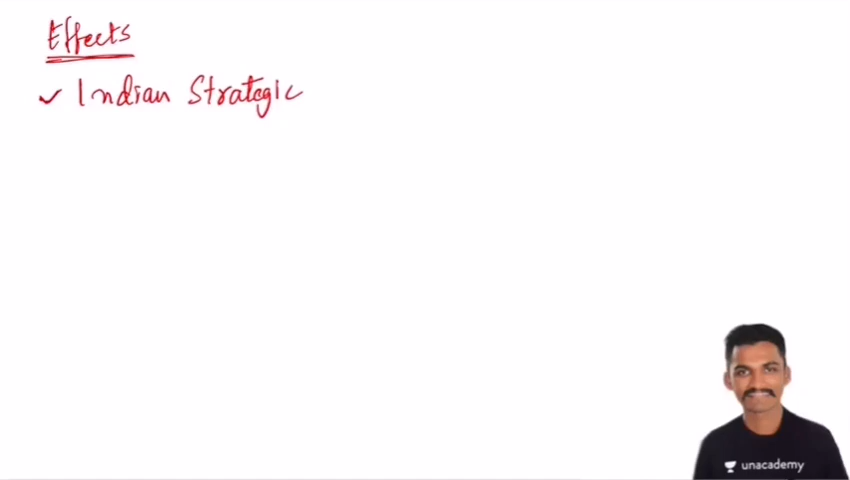 Effects
✓ Indian Strategic
unacademy